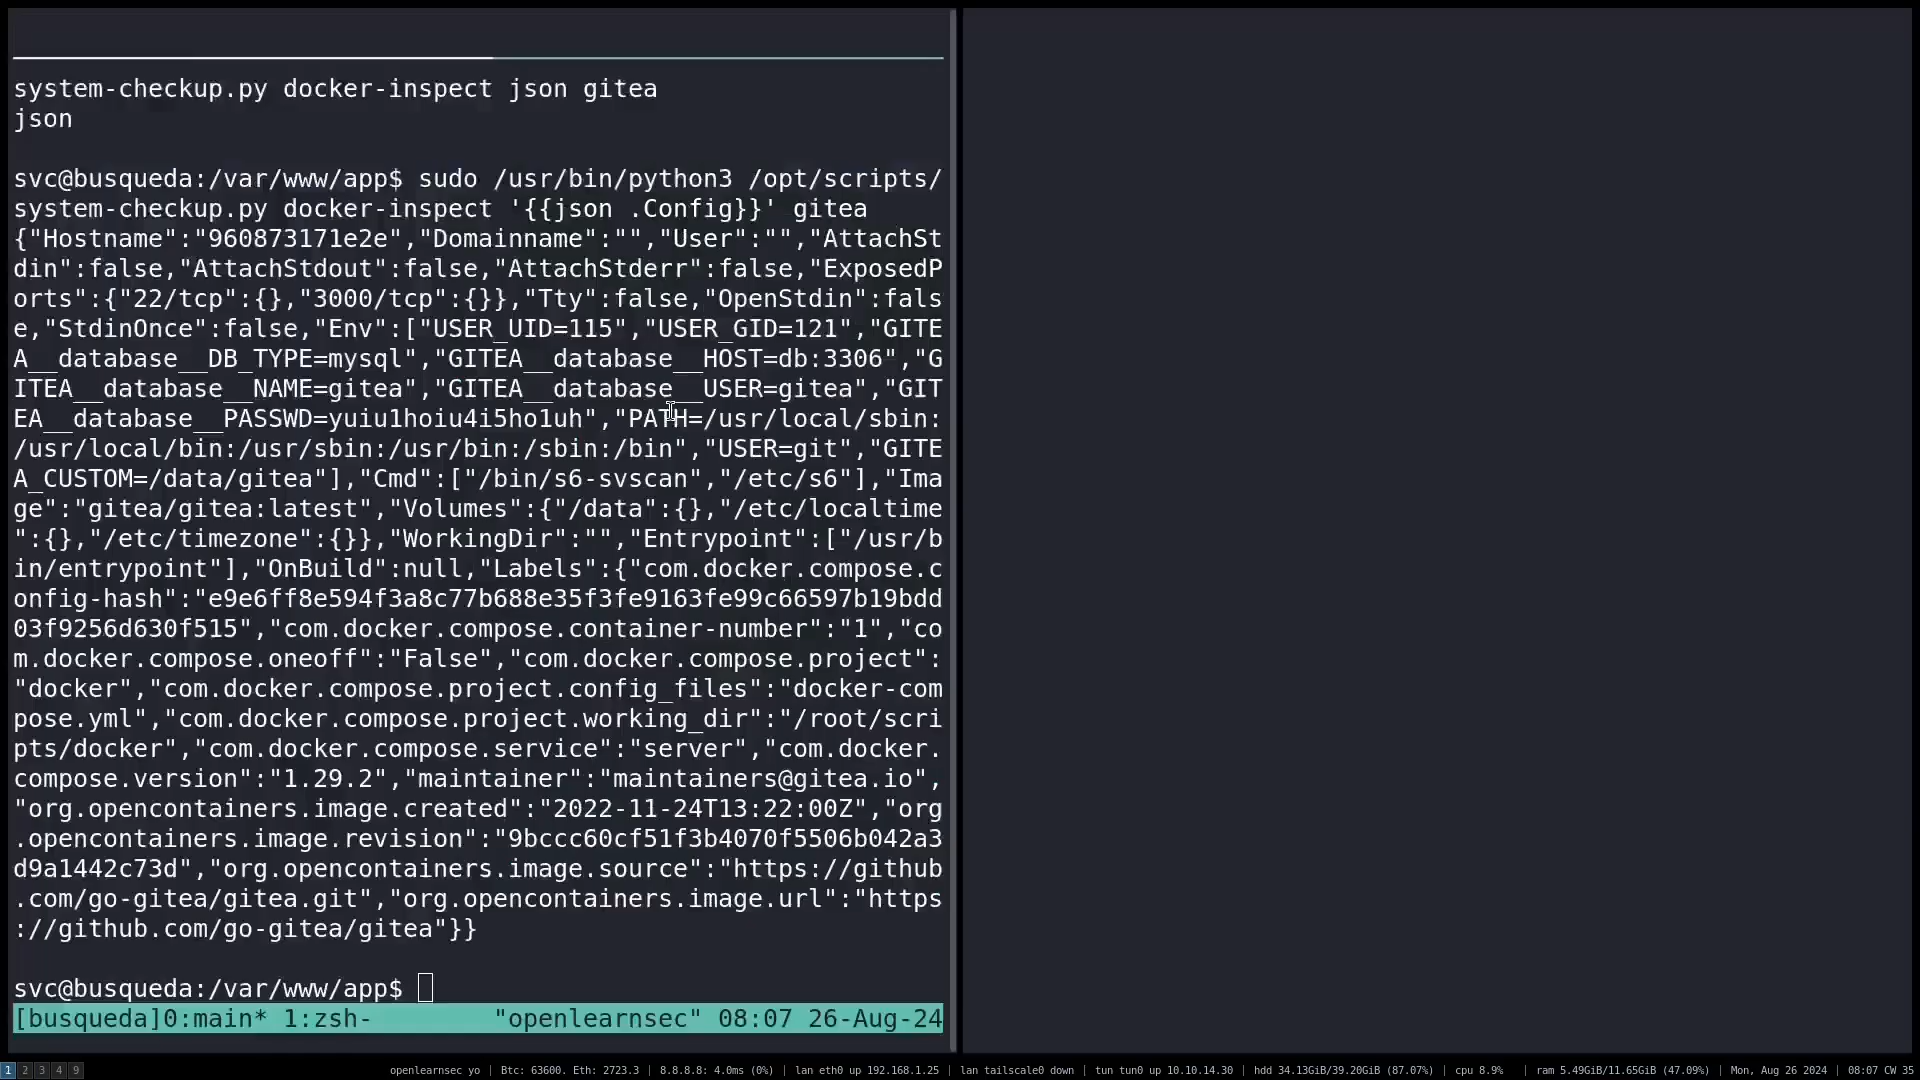 system-checkup.py docker-inspect json gitea
json
svc@busqueda:/var/www/app$ sudo /usr/bin/python3 /opt/scripts/
system-checkup.py docker-inspect '{{json .Config}}' gitea
{"Hostname":"960873171e2e","Domainname":"","User":"","AttachSt
din":false,"AttachStdout":false,"AttachStderr":false,"ExposedP
orts":{"22/tcp":{},"3000/tcp":{}},"Tty":false,"OpenStdin":fals
e,"StdinOnce":false,"Env":["USER_UID=115","USER_GID=121","GITE
A__database__DB_TYPE=mysql","GITEA__database__HOST=db:3306","G
ITEA__database__NAME=gitea","GITEA__database__USER=gitea","GIT
EA__database__PASSWD=yuiu1hoiu4i5ho1uh","PATH=/usr/local/sbin:
/usr/local/bin:/usr/sbin:/usr/bin:/sbin:/bin","USER=git","GITE
A_CUSTOM=/data/gitea"],"Cmd":["/bin/s6-svscan","/etc/s6"],"Ima
ge":"gitea/gitea:latest","Volumes":{"/data":{},"/etc/localtime
":{},"/etc/timezone":{}},"WorkingDir":"","Entrypoint":["/usr/b
in/entrypoint"],"OnBuild":null,"Labels":{"com.docker.compose.c
onfig-hash":"e9e6ff8e594f3a8c77b688e35f3fe9163fe99c66597b19bdd
03f9256d630f515","com.docker.compose.container-number":"1","co
m.docker.compose.oneoff":"False","com.docker.compose.project":
"docker","com.docker.compose.project.config_files":"docker-com
pose.yml","com.docker.compose.project.working_dir":"/root/scri
pts/docker","com.docker.compose.service":"server","com.docker.
compose.version":"1.29.2","maintainer":"maintainers@gitea.io",
"org.opencontainers.image.created":"2022-11-24T13:22:00Z","org
.opencontainers.image.revision":"9bccc60cf51f3b4070f5506b042a3
d9a1442c73d","org.opencontainers.image.source":"https://github
.com/go-gitea/gitea.git","org.opencontainers.image.url":"https
://github.com/go-gitea/gitea"}}
svc@busqueda:/var/www/app$
[busqueda]0:main* 1:zsh- "openlearnsec" 08:07 26-Aug-24
1 2 3 4 9 openlearnsec yo | Btc: 63600. Eth: 2723.3 | 8.8.8.8: 4.0ms (0%) | lan eth0 up 192.168.1.25 | lan tailscale0 down | tun tun0 up 10.10.14.30 | hdd 34.13GiB/39.20GiB (87.07%) | cpu 8.9% | ram 5.49GiB/11.65GiB (47.09%) | Mon, Aug 26 2024 | 08:07 CW 35